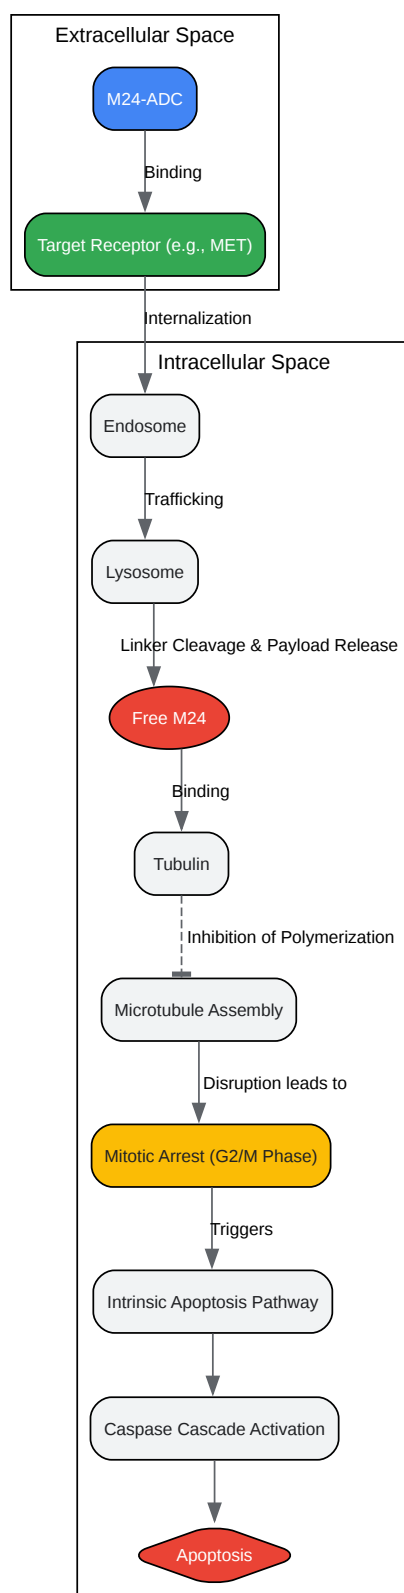 Extracellular Space
M24-ADC
Binding
Target Receptor (e.g., MET)
Internalization
Intracellular Space
Endosome
Trafficking
Lysosome
Linker Cleavage & Payload Release
Free M24
Binding
Tubulin
Inhibition of Polymerization
Microtubule Assembly
Disruption leads to
Mitotic Arrest (G2/M Phase)
Triggers
Intrinsic Apoptosis Pathway
Caspase Cascade Activation
Apoptosis